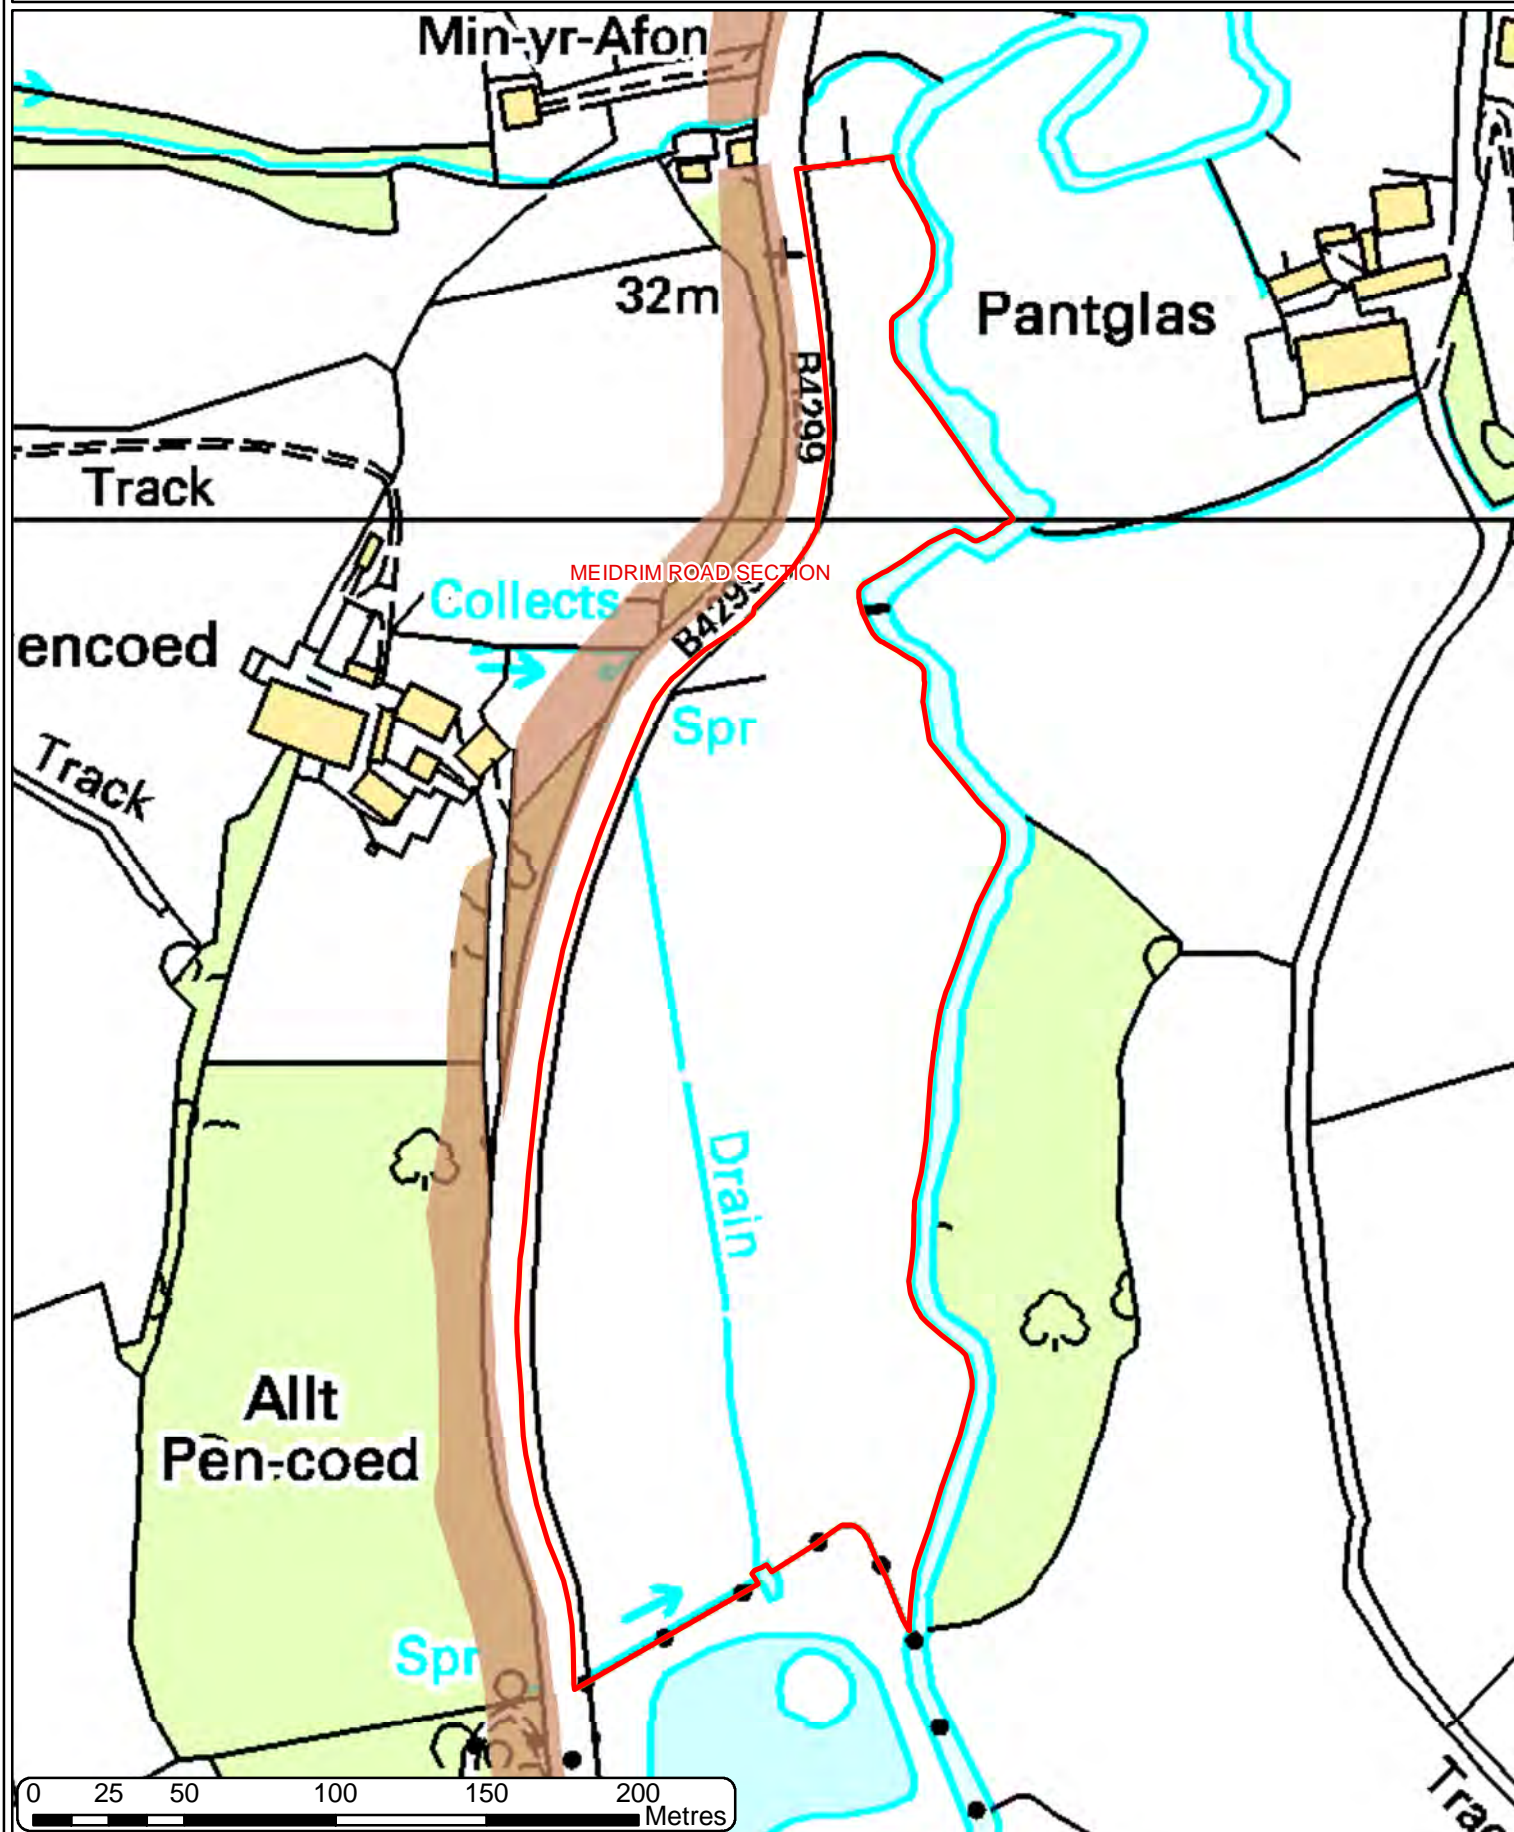 Min-yr-Afon
32m
Pantglas
B4299
Track
MEIDRIM ROAD SECTION
Collects
B4299
encoed
Spr
Track
Drain
Allt
Pen-coed
Spr
0 25 50 100 150 200
Metres
Trac